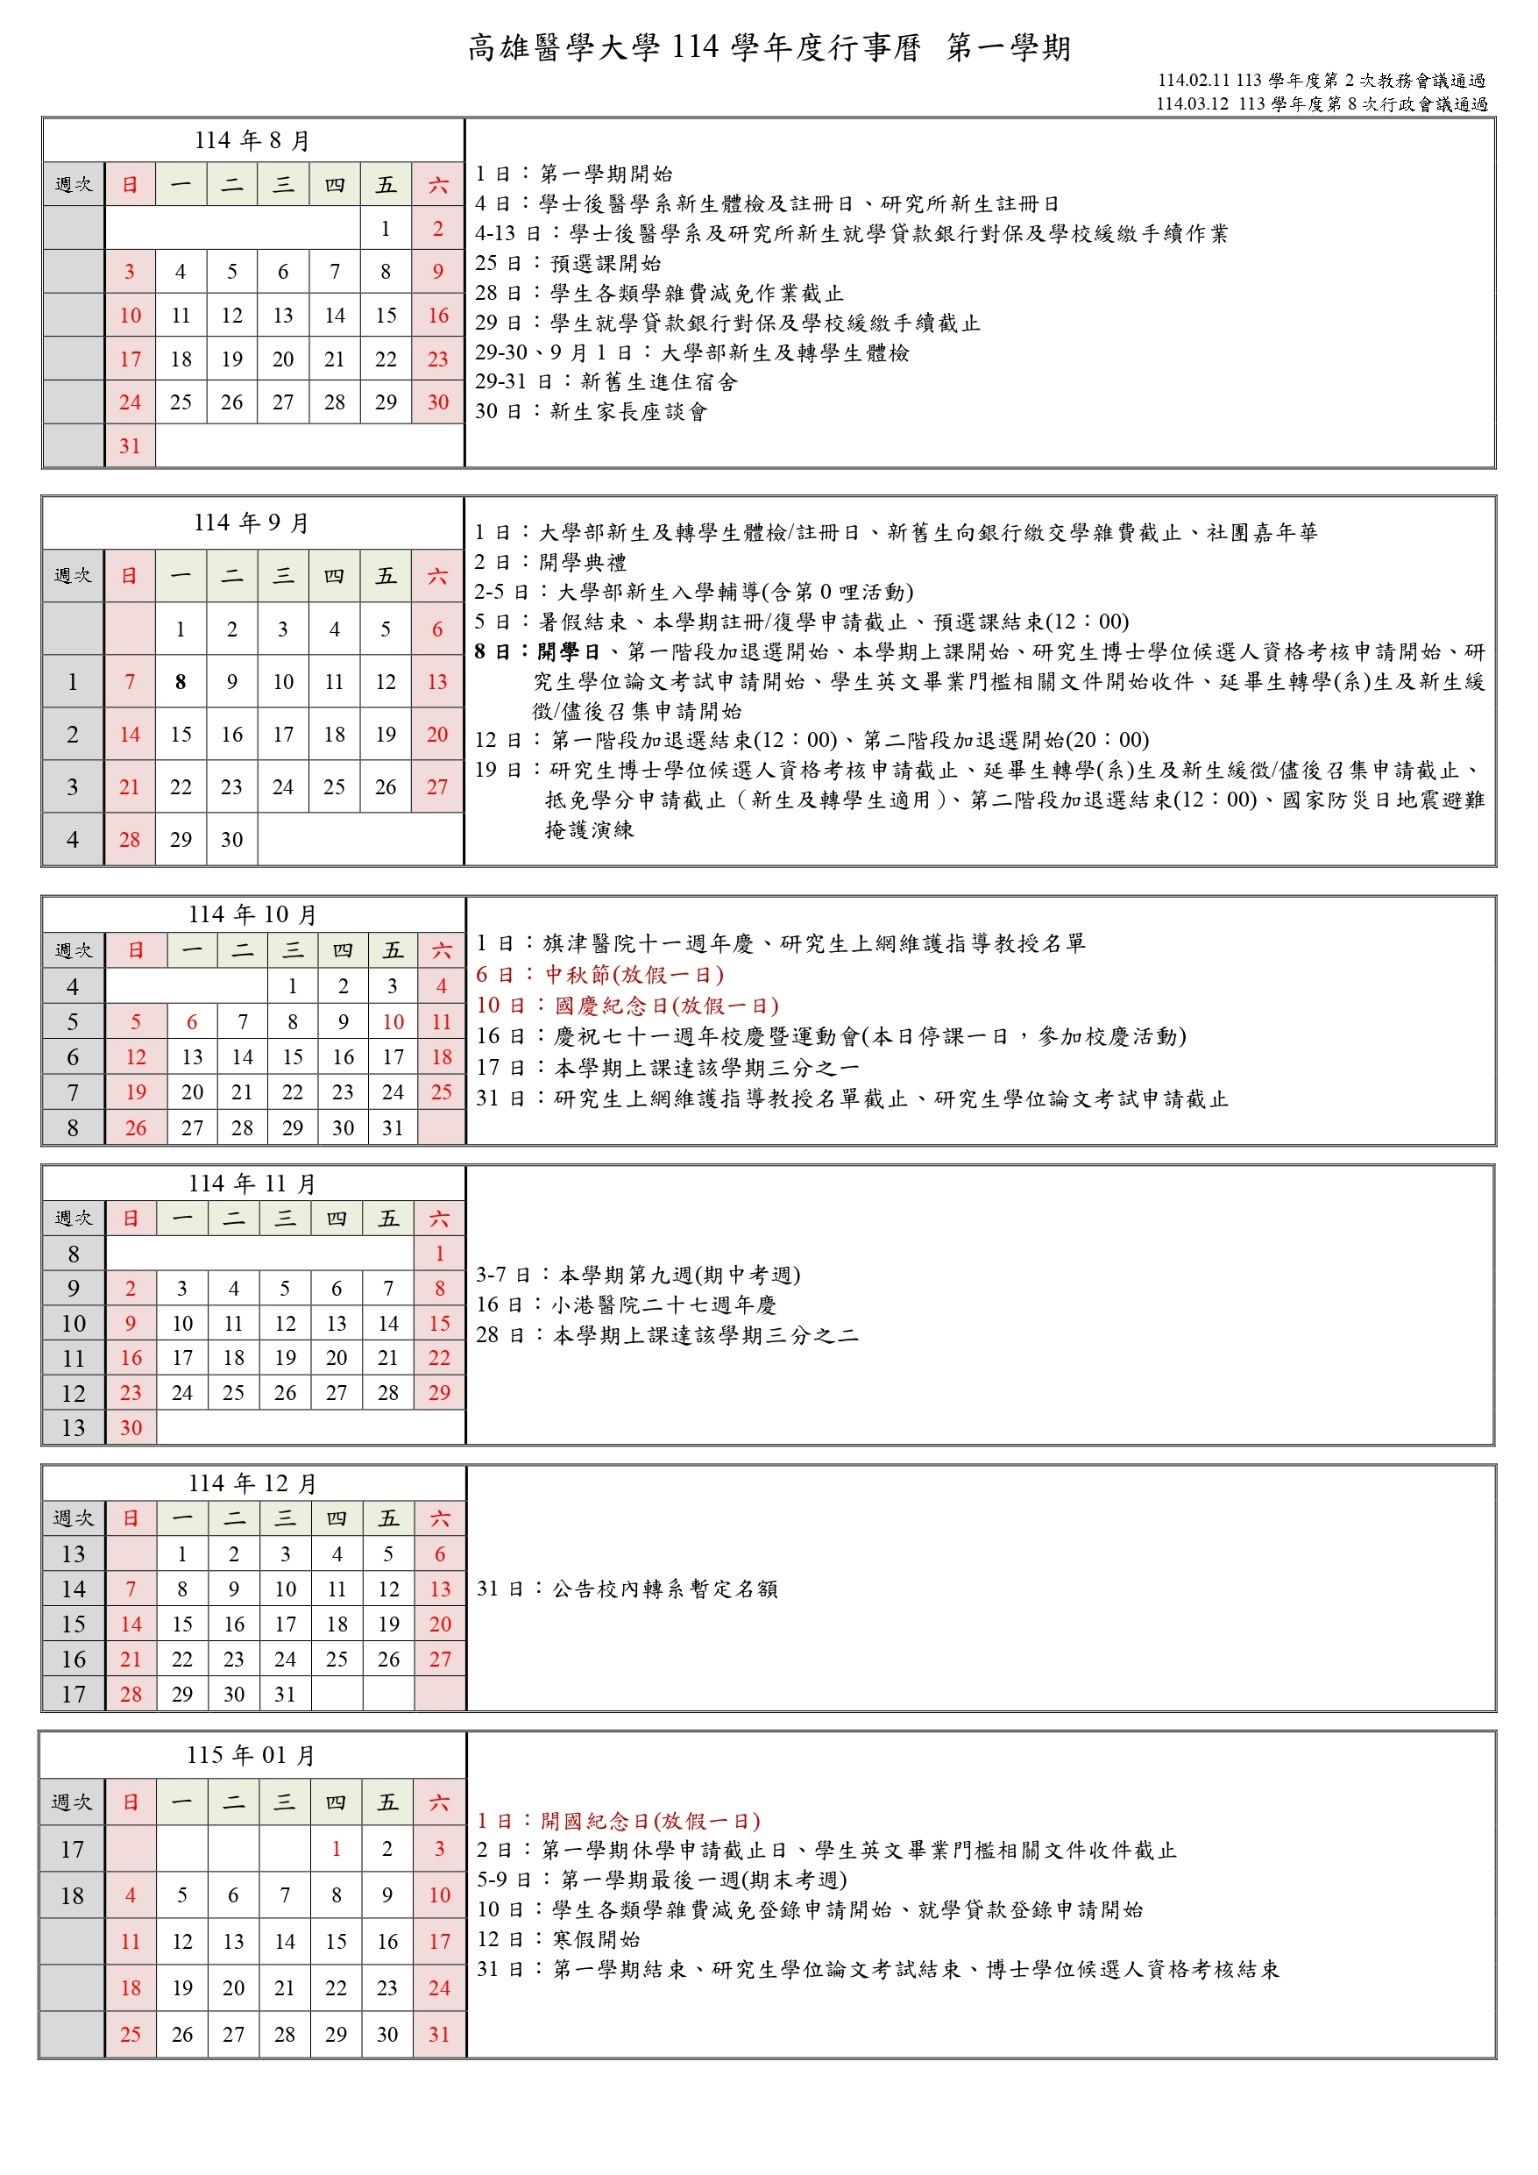 高雄醫學大學 114 學年度行事曆 第一學期
114.02.11 113 學年度第 2 次教務會議通過
114.03.12 113 學年度第 8 次行政會議通過
114 年 8 月
週次 日 一 二 三 四 五 六
1 2
3 4 5 6 7 8 9
10 11 12 13 14 15 16
17 18 19 20 21 22 23
24 25 26 27 28 29 30
31
1 日：第一學期開始
4 日：學士後醫學系新生體檢及註冊日、研究所新生註冊日
4-13 日：學士後醫學系及研究所新生就學貸款銀行對保及學校緩繳手續作業
25 日：預選課開始
28 日：學生各類學雜費減免作業截止
29 日：學生就學貸款銀行對保及學校緩繳手續截止
29-30、9 月 1 日：大學部新生及轉學生體檢
29-31 日：新舊生進住宿舍
30 日：新生家長座談會
114 年 9 月
週次 日 一 二 三 四 五 六
1 2 3 4 5 6
1 7 8 9 10 11 12 13
2 14 15 16 17 18 19 20
3 21 22 23 24 25 26 27
4 28 29 30
1 日：大學部新生及轉學生體檢/註冊日、新舊生向銀行繳交學雜費截止、社團嘉年華
2 日：開學典禮
2-5 日：大學部新生入學輔導(含第 0 哩活動)
5 日：暑假結束、本學期註冊/復學申請截止、預選課結束(12：00)
8 日：開學日、第一階段加退選開始、本學期上課開始、研究生博士學位候選人資格考核申請開始、研
究生學位論文考試申請開始、學生英文畢業門檻相關文件開始收件、延畢生轉學(系)生及新生緩
徵/儘後召集申請開始
12 日：第一階段加退選結束(12：00)、第二階段加退選開始(20：00)
19 日：研究生博士學位候選人資格考核申請截止、延畢生轉學(系)生及新生緩徵/儘後召集申請截止、
抵免學分申請截止（新生及轉學生適用）、第二階段加退選結束(12：00)、國家防災日地震避難
掩護演練
114 年 10 月
週次 日 一 二 三 四 五 六
4 1 2 3 4
5 5 6 7 8 9 10 11
6 12 13 14 15 16 17 18
7 19 20 21 22 23 24 25
8 26 27 28 29 30 31
1 日：旗津醫院十一週年慶、研究生上網維護指導教授名單
6 日：中秋節(放假一日)
10 日：國慶紀念日(放假一日)
16 日：慶祝七十一週年校慶暨運動會(本日停課一日，參加校慶活動)
17 日：本學期上課達該學期三分之一
31 日：研究生上網維護指導教授名單截止、研究生學位論文考試申請截止
114 年 11 月
週次 日 一 二 三 四 五 六
8 1
9 2 3 4 5 6 7 8
10 9 10 11 12 13 14 15
11 16 17 18 19 20 21 22
12 23 24 25 26 27 28 29
13 30
3-7 日：本學期第九週(期中考週)
16 日：小港醫院二十七週年慶
28 日：本學期上課達該學期三分之二
114 年 12 月
週次 日 一 二 三 四 五 六
13 1 2 3 4 5 6
14 7 8 9 10 11 12 13
15 14 15 16 17 18 19 20
16 21 22 23 24 25 26 27
17 28 29 30 31
31 日：公告校內轉系暫定名額
115 年 01 月
週次 日 一 二 三 四 五 六
17 1 2 3
18 4 5 6 7 8 9 10
11 12 13 14 15 16 17
18 19 20 21 22 23 24
25 26 27 28 29 30 31
1 日：開國紀念日(放假一日)
2 日：第一學期休學申請截止日、學生英文畢業門檻相關文件收件截止
5-9 日：第一學期最後一週(期末考週)
10 日：學生各類學雜費減免登錄申請開始、就學貸款登錄申請開始
12 日：寒假開始
31 日：第一學期結束、研究生學位論文考試結束、博士學位候選人資格考核結束